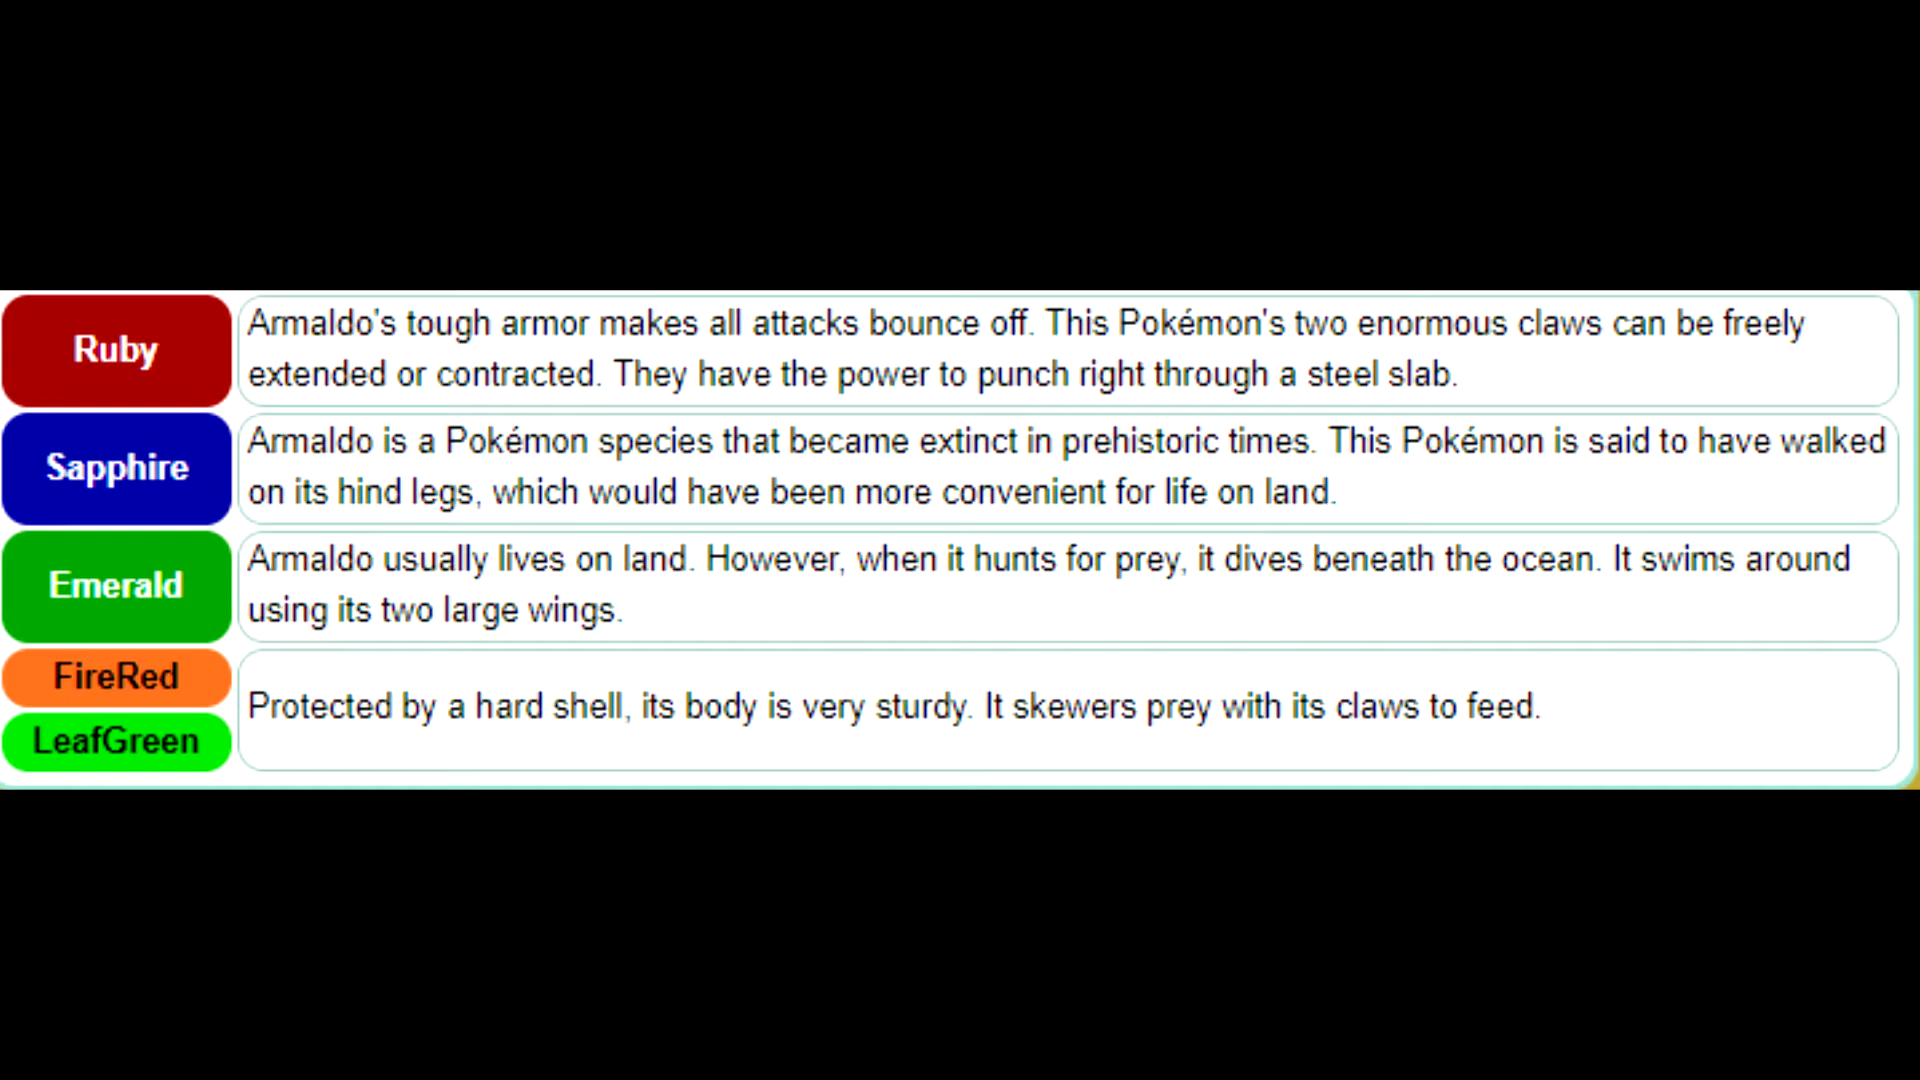 Ruby
Armaldo's tough armor makes all attacks bounce off. This Pokémon's two enormous claws can be freely
extended or contracted. They have the power to punch right through a steel slab.
Sapphire
Armaldo is a Pokémon species that became extinct in prehistoric times. This Pokémon is said to have walked
on its hind legs, which would have been more convenient for life on land.
Emerald
Armaldo usually lives on land. However, when it hunts for prey, it dives beneath the ocean. It swims around
using its two large wings.
FireRed
LeafGreen
Protected by a hard shell, its body is very sturdy. It skewers prey with its claws to feed.